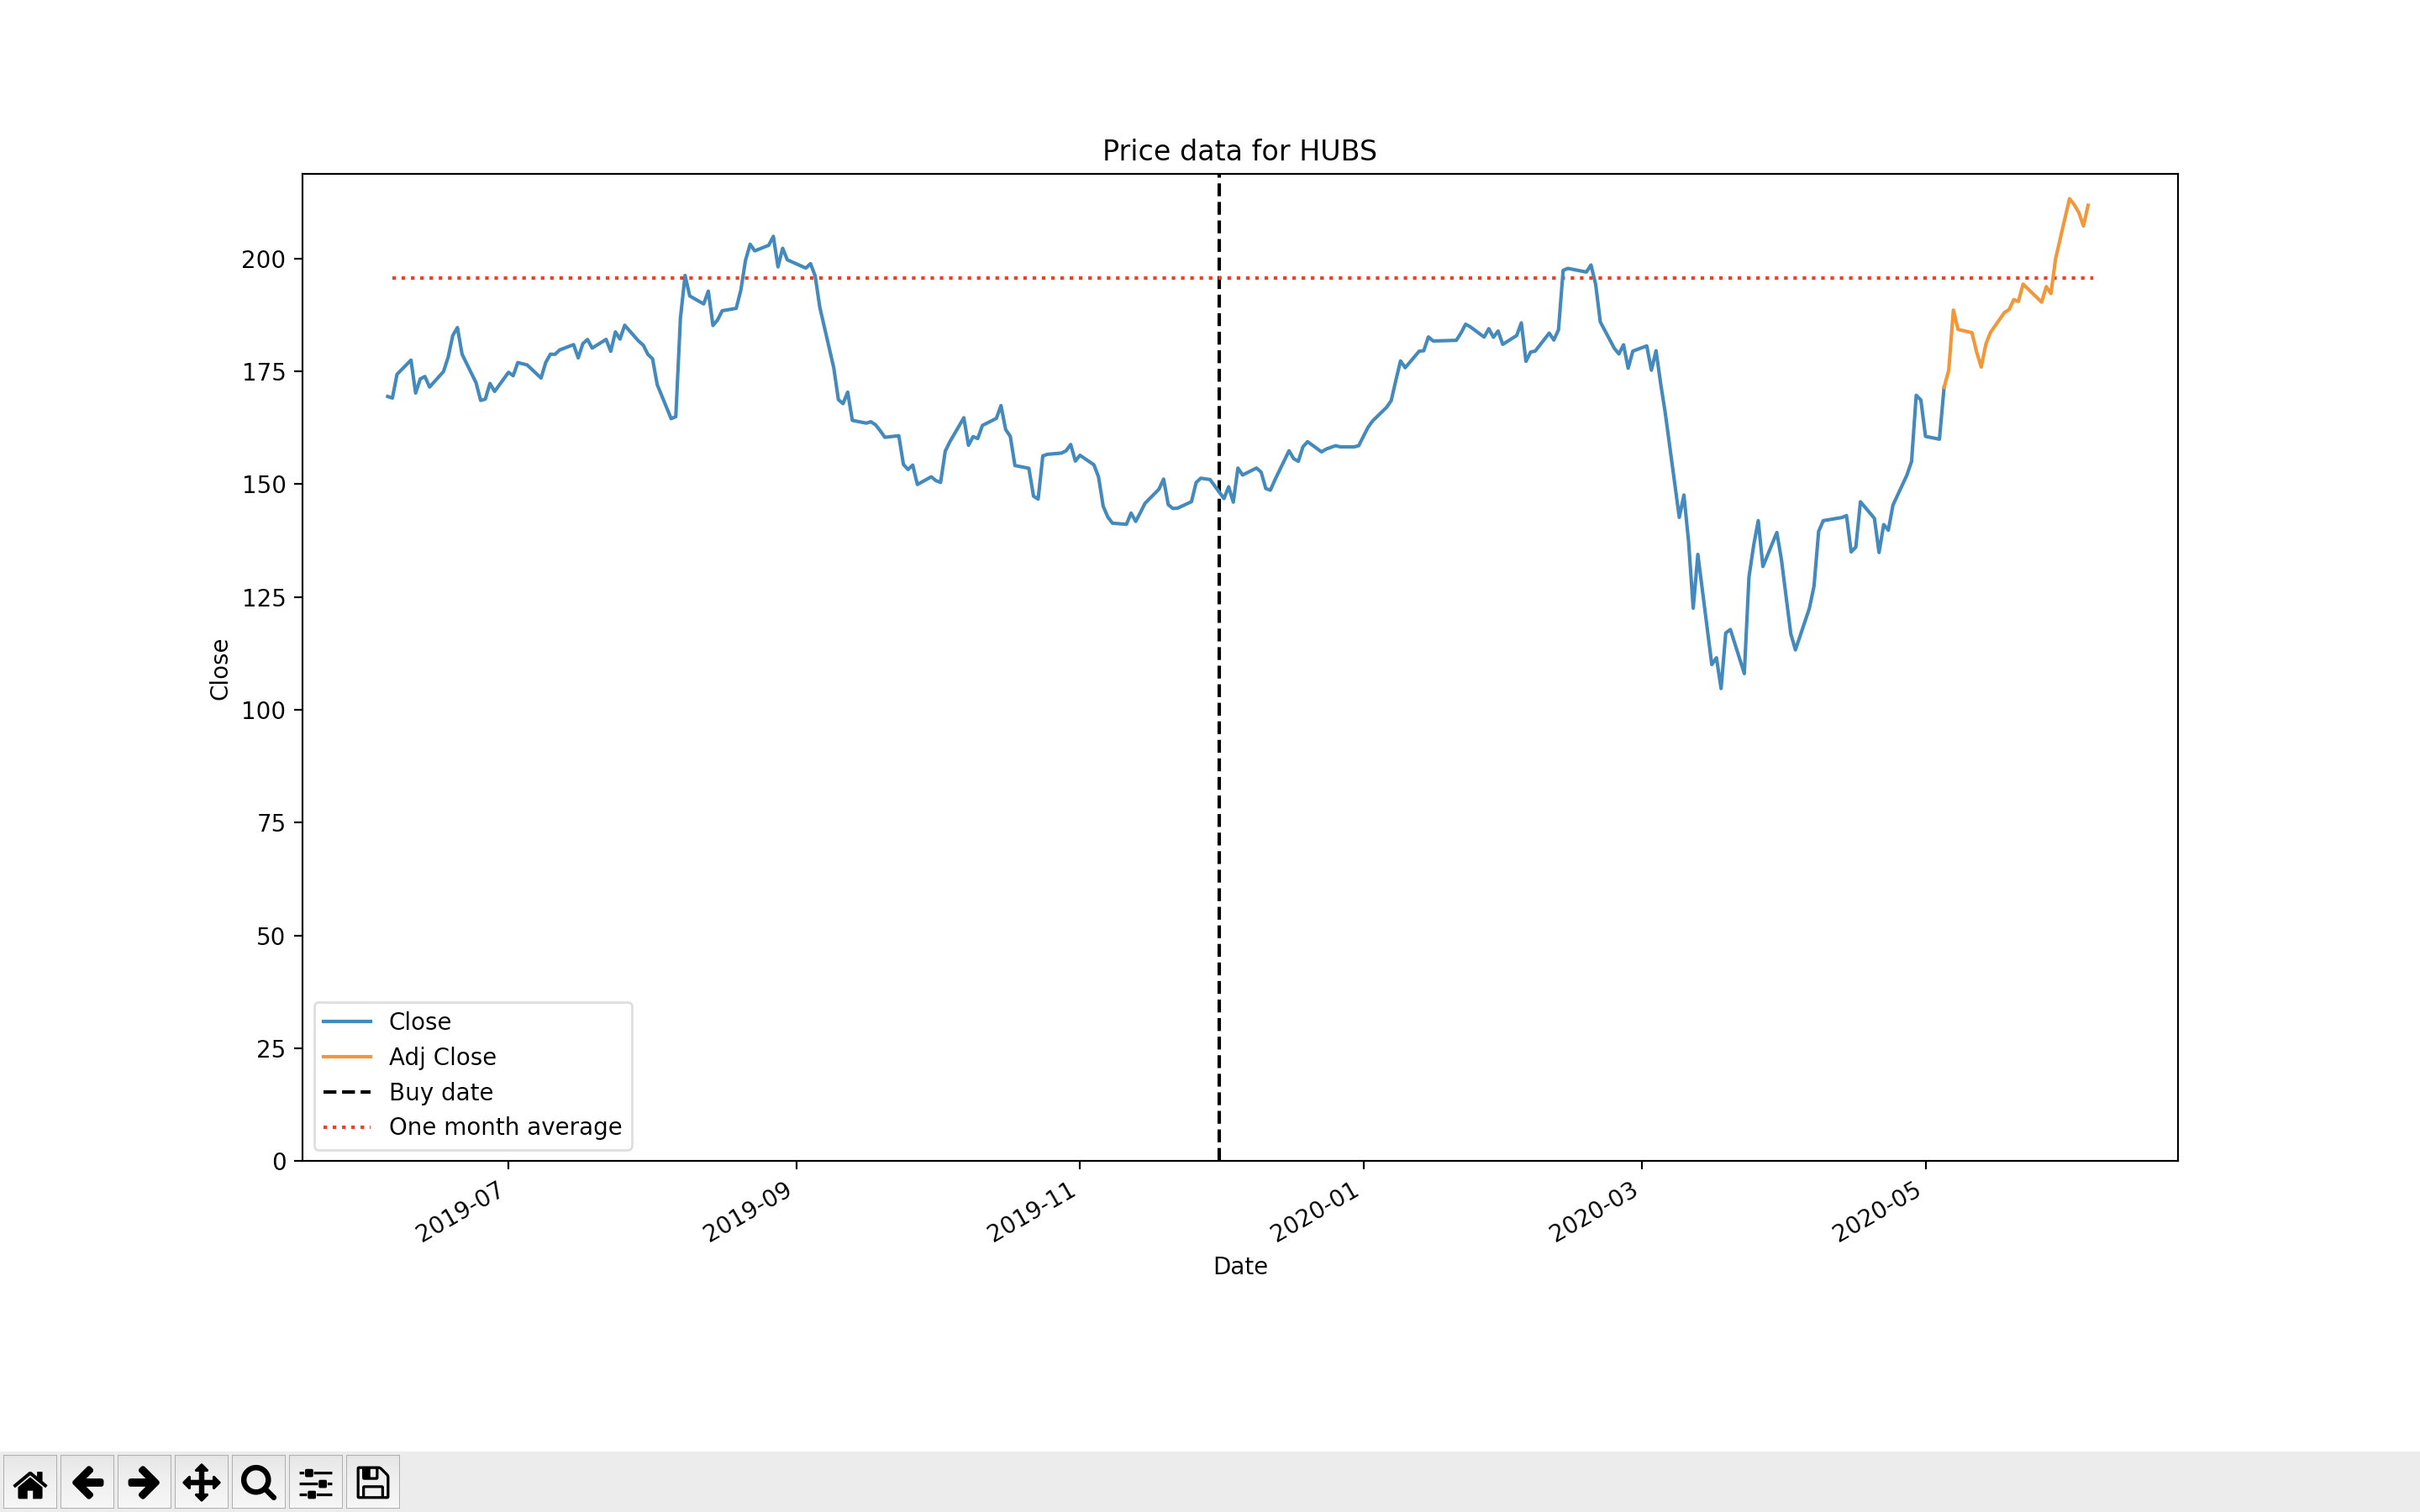 Price data for HUBS
200
175
150
125
100
75
50
25
0
Close
Close
Adj Close
Buy date
One month average
2019-07
2019-09
2019-11
2020-01
2020-03
2020-05
Date